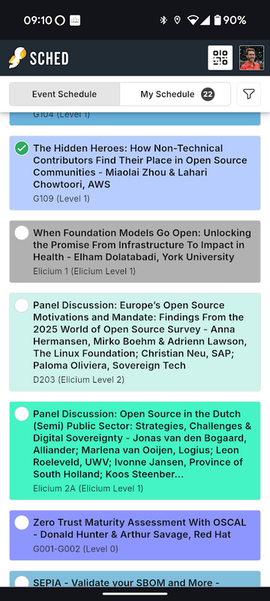 09:10
90%
SCHED
Event Schedule
My Schedule 22
G104 (Level 1)
The Hidden Heroes: How Non-Technical
Contributors Find Their Place in Open Source
Communities - Miaolai Zhou & Lahari
Chowtoori, AWS
G109 (Level 1)
When Foundation Models Go Open: Unlocking
the Promise From Infrastructure To Impact in
Health - Elham Dolatabadi, York University
Elicium 1 (Elicium Level 1)
Panel Discussion: Europe's Open Source
Motivations and Mandate: Findings From the
2025 World of Open Source Survey - Anna
Hermansen, Mirko Boehm & Adrienn Lawson,
The Linux Foundation; Christian Neu, SAP;
Paloma Oliviera, Sovereign Tech
D203 (Elicium Level 2)
Panel Discussion: Open Source in the Dutch
(Semi) Public Sector: Strategies, Challenges &
Digital Sovereignty - Jonas van den Bogaard,
Alliander; Marlena van Ooijen, Logius; Leon
Roeleveld, UWV; Ivonne Jansen, Province of
South Holland; Koos Steenber...
Elicium 2A (Elicium Level 1)
Zero Trust Maturity Assessment With OSCAL
- Donald Hunter & Arthur Savage, Red Hat
G001-G002 (Level 0)
SEPIA - Validate your SBOM and More -